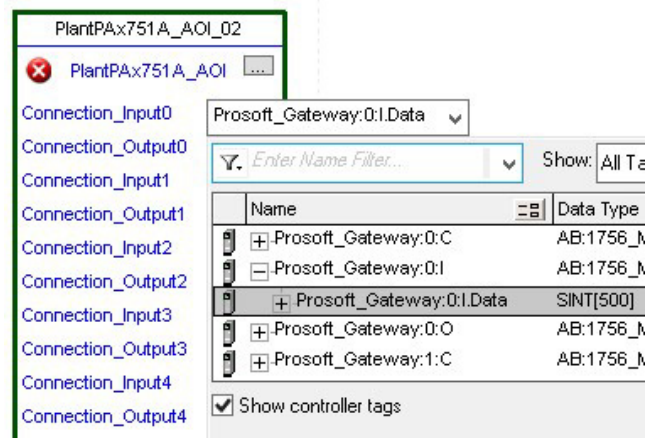 PlantPAx751A_AOI_02
PlantPAx751A_AOI ...
Connection_Input0
Prosoft_Gateway:0:I.Data
Connection_Output0
Enter Name Filter...
Show: All Ta
Connection_Input1
Connection_Output1
Name Data Type
Connection_Input2
Prosoft_Gateway:0:C AB:1756_M
Prosoft_Gateway:0:I AB:1756_M
Connection_Output2
Prosoft_Gateway:0:I.Data SINT[500]
Connection_Input3
Prosoft_Gateway:0:O AB:1756_M
Connection_Output3
Prosoft_Gateway:1:C AB:1756_M
Connection_Input4
Show controller tags
Connection_Output4